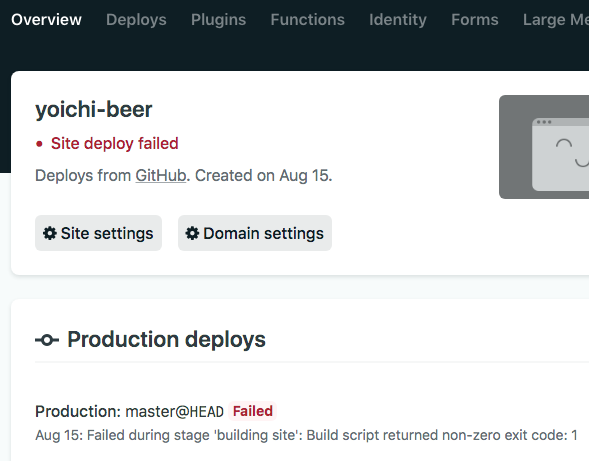 Overview Deploys Plugins Functions Identity Forms Large Me
yoichi-beer
• Site deploy failed
Deploys from GitHub. Created on Aug 15.
Site settings Domain settings
Production deploys
Production: master@HEAD Failed
Aug 15: Failed during stage 'building site': Build script returned non-zero exit code: 1